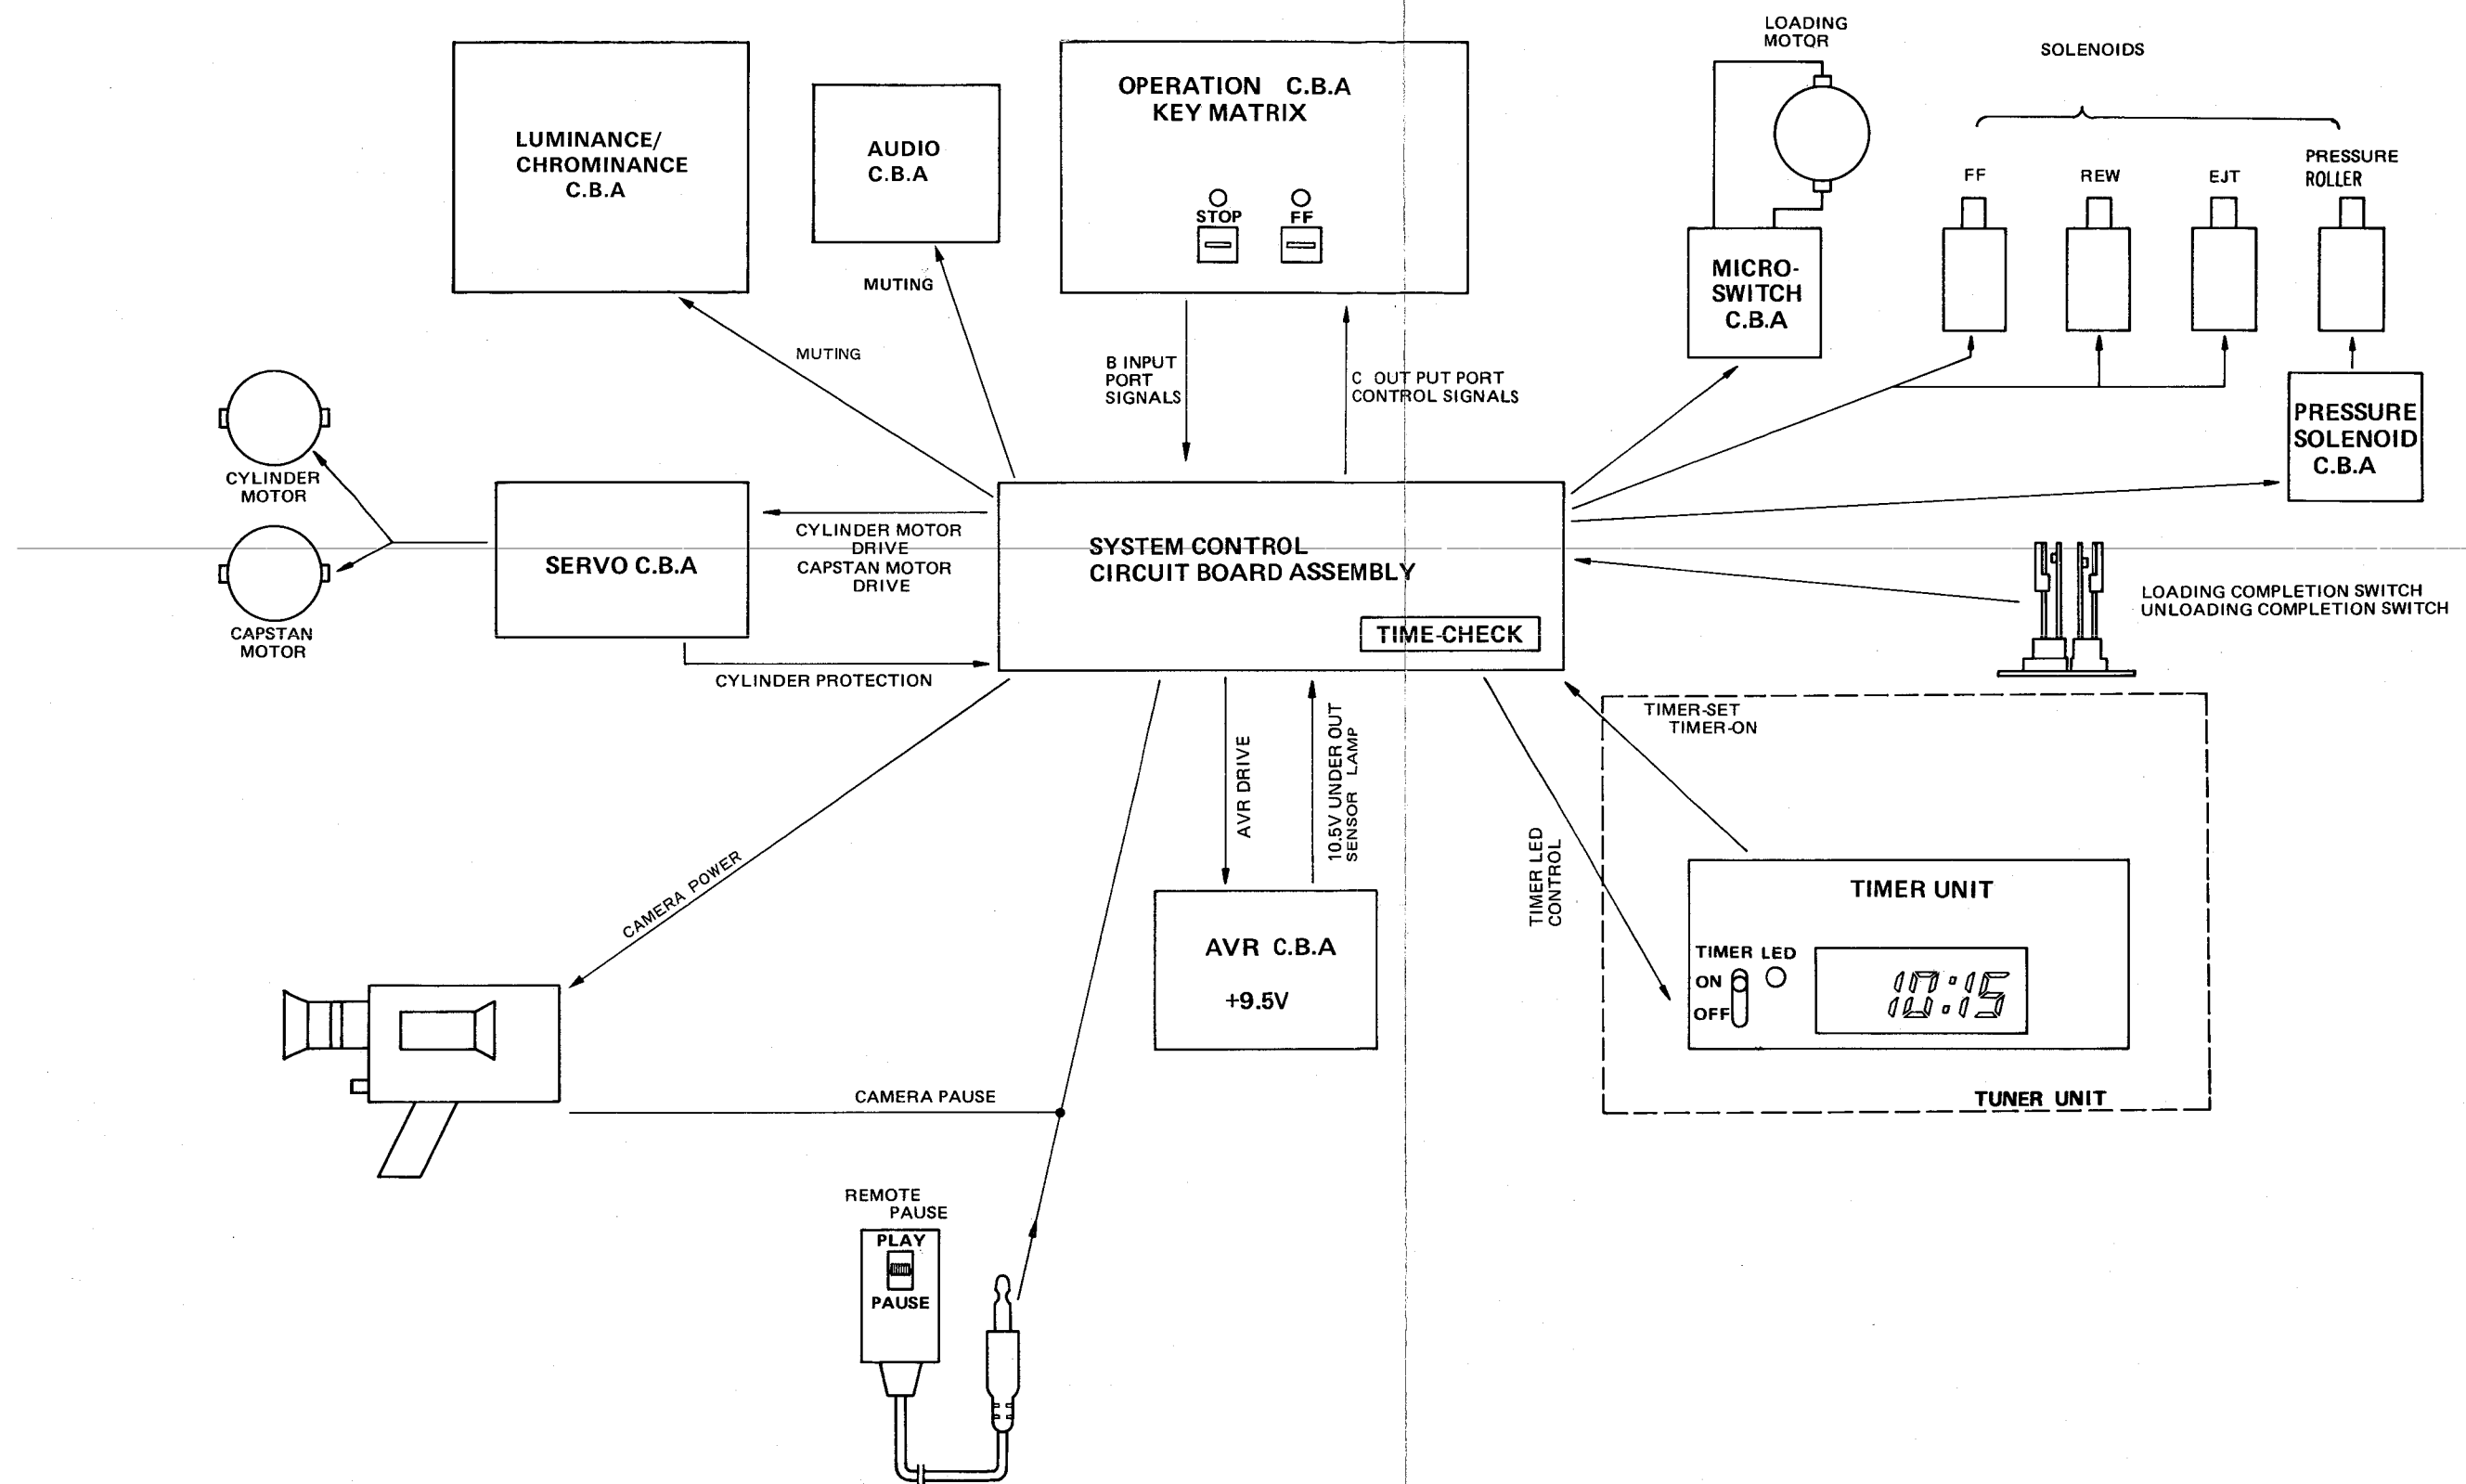 LOADING
MOTOR
SOLENOIDS
OPERATION C.B.A
KEY MATRIX
LUMINANCE/
CHROMINANCE
C.B.A
AUDIO
C.B.A
STOP
FF
FF
REW
EJT
PRESSURE
ROLLER
MICRO-
SWITCH
C.B.A
MUTING
MUTING
B INPUT
PORT
SIGNALS
C OUT PUT PORT
CONTROL SIGNALS
PRESSURE
SOLENOID
C.B.A
CYLINDER
MOTOR
CAPSTAN
MOTOR
SERVO C.B.A
CYLINDER MOTOR
DRIVE
CAPSTAN MOTOR
DRIVE
SYSTEM CONTROL
CIRCUIT BOARD ASSEMBLY
TIME-CHECK
LOADING COMPLETION SWITCH
UNLOADING COMPLETION SWITCH
CYLINDER PROTECTION
TIMER-SET
TIMER-ON
AVR DRIVE
10.5V UNDER OUT
SENSOR LAMP
TIMER LED
CONTROL
CAMERA POWER
AVR C.B.A
+9.5V
TIMER UNIT
TIMER LED
ON
OFF
10:15
TUNER UNIT
CAMERA PAUSE
REMOTE
PAUSE
PLAY
PAUSE